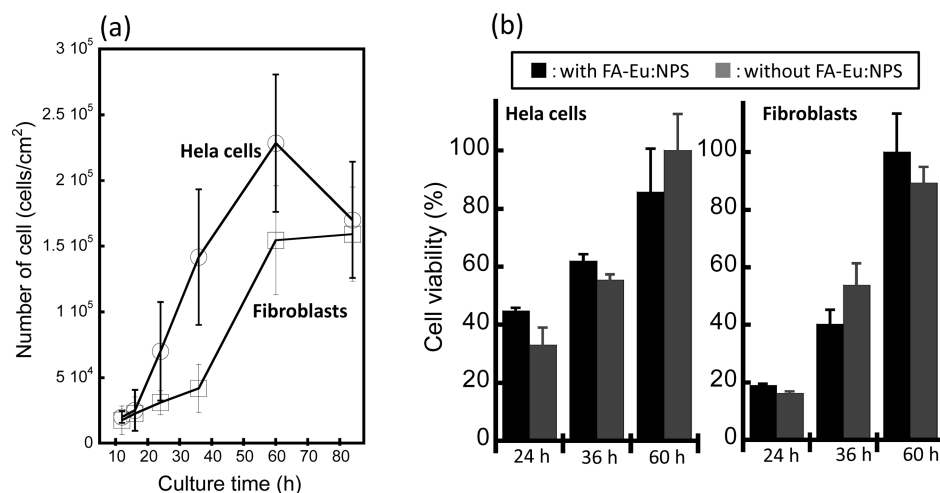 (a)
3 10⁵
2.5 10⁵
2 10⁵
1.5 10⁵
1 10⁵
5 10⁴
0
Number of cell (cells/cm²)
Hela cells
Fibroblasts
10 20 30 40 50 60 70 80
Culture time (h)
(b)
: with FA-Eu:NPS : without FA-Eu:NPS
Hela cells
Fibroblasts
Cell viability (%)
100
80
60
40
20
0
24 h 36 h 60 h
100
80
60
40
20
0
24 h 36 h 60 h